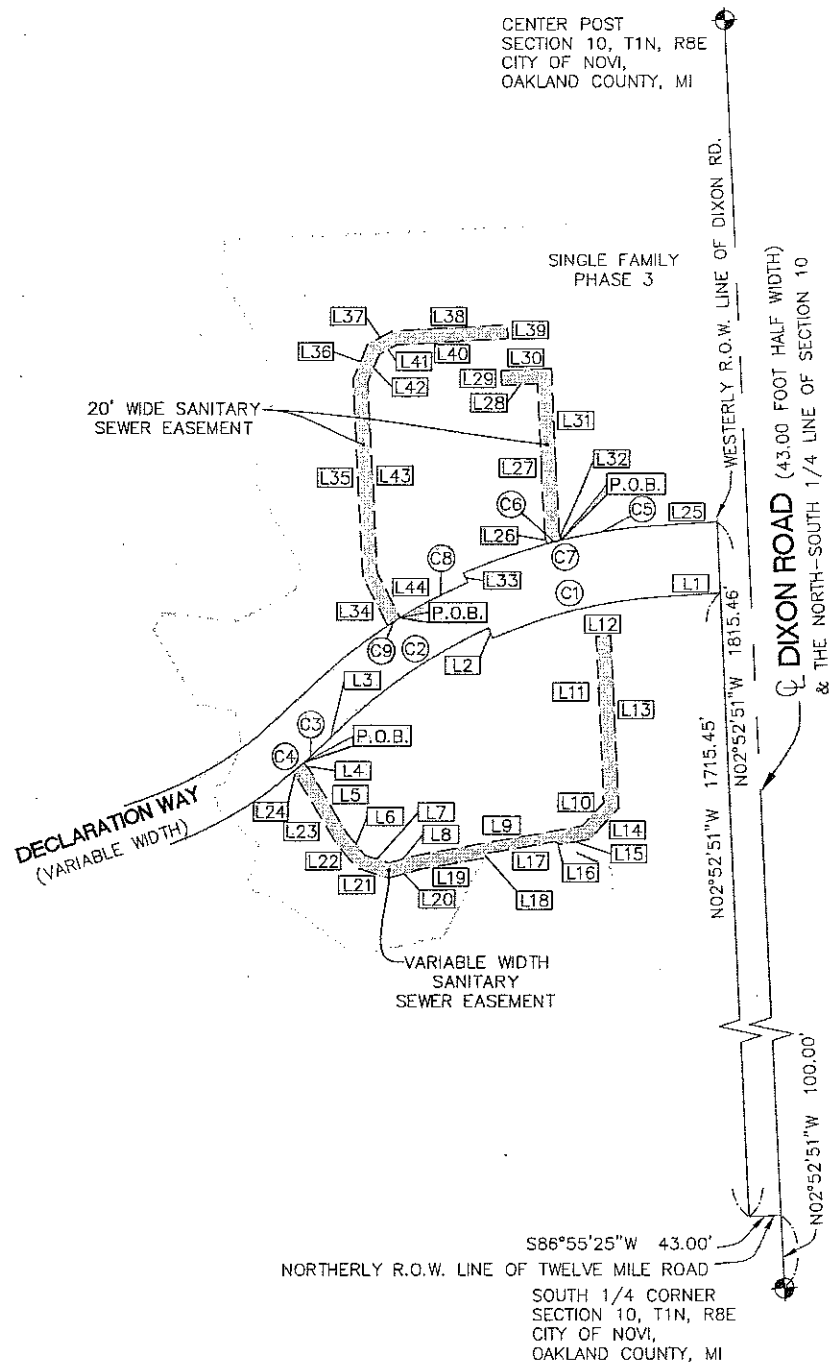 CENTER POST
SECTION 10, T1N, R8E
CITY OF NOVI,
OAKLAND COUNTY, MI
WESTERLY R.O.W. LINE OF DIXON RD.
SINGLE FAMILY
PHASE 3
℄ DIXON ROAD (43.00 FOOT HALF WIDTH)
& THE NORTH-SOUTH 1/4 LINE OF SECTION 10
L37
L38
L39
L36
L41
L40
L30
L42
L29
L28
20' WIDE SANITARY
SEWER EASEMENT
L31
L35
L43
L27
L32
P.O.B.
C6
C5
L25
L26
C7
C8
L33
L44
C1
L1
L34
P.O.B.
C9
C2
L2
L12
L3
L11
L13
C3
P.O.B.
C4
L4
L5
L24
L23
L6
L7
L8
L9
L10
L14
L15
L22
L21
L19
L20
L17
L16
L18
DECLARATION WAY
(VARIABLE WIDTH)
VARIABLE WIDTH
SANITARY
SEWER EASEMENT
N02°52'51"W 1715.45'
N02°52'51"W 1815.46'
N02°52'51"W 100.00'
S86°55'25"W 43.00'
NORTHERLY R.O.W. LINE OF TWELVE MILE ROAD
SOUTH 1/4 CORNER
SECTION 10, T1N, R8E
CITY OF NOVI,
OAKLAND COUNTY, MI